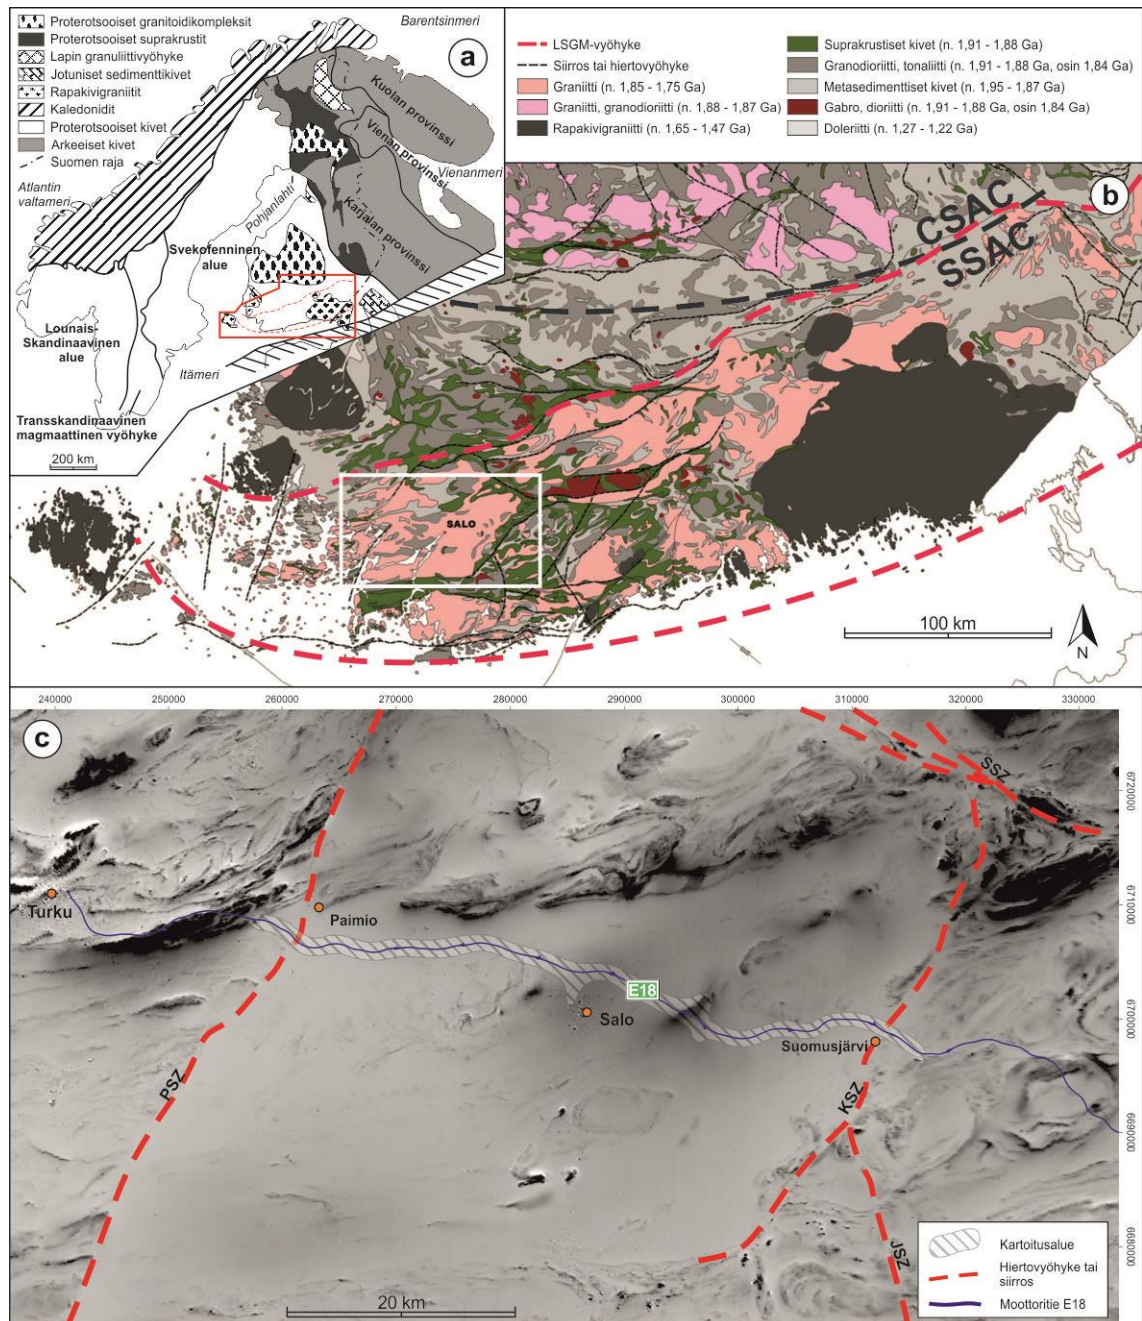 Proterotsooiset granitoidikompleksit
Proterotsooiset suprakrustit
Lapin granuliittivyöhyke
Jotuniset sedimenttikivet
Rapakivigraniitit
Kaledonidit
Proterotsooiset kivet
Arkeeiset kivet
Suomen raja
Barentsinmeri
a
Kuolan provinssi
Vienan provinssi
Vienanmeri
Karjalan provinssi
Atlantin
valtameri
Pohjanlahti
Svekofenninen
alue
Lounais-
Skandinaavinen
alue
Itämeri
Transskandinaavinen
magmaattinen vyöhyke
200 km
LSGM-vyöhyke
Siirros tai hiertovyöhyke
Graniitti (n. 1,85 - 1,75 Ga)
Graniitti, granodioriitti (n. 1,88 - 1,87 Ga)
Rapakivigraniitti (n. 1,65 - 1,47 Ga)
Suprakrustiset kivet (n. 1,91 - 1,88 Ga)
Granodioriitti, tonaliitti (n. 1,91 - 1,88 Ga, osin 1,84 Ga)
Metasedimenttiset kivet (n. 1,95 - 1,87 Ga)
Gabro, dioriitti (n. 1,91 - 1,88 Ga, osin 1,84 Ga)
Doleriitti (n. 1,27 - 1,22 Ga)
b
CSAC
SSAC
SALO
100 km
N
240000 250000 260000 270000 280000 290000 300000 310000 320000 330000
c
SSZ
6720000
Turku
Paimio
6710000
E18
Salo
6700000
Suomusjärvi
PSZ
KSZ
6690000
JSZ
6680000
Kartoitusalue
Hiertovyöhyke tai
siirros
Moottoritie E18
20 km